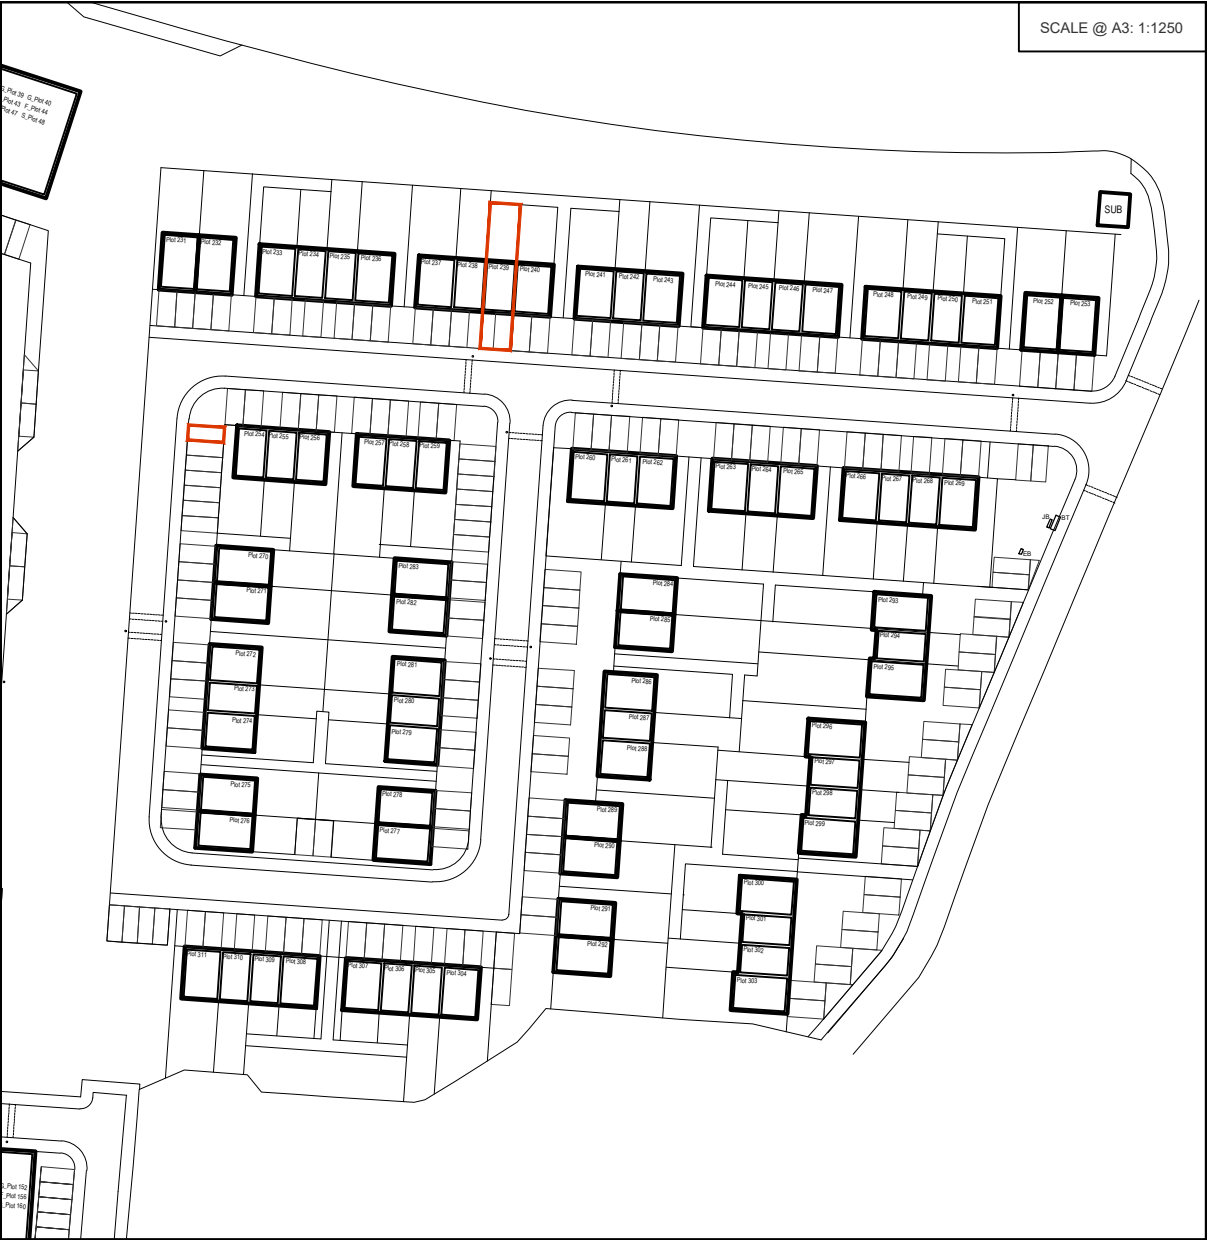 SCALE @ A3: 1:1250
G_Plot 39 G_Plot 40
Plot 43 F_Plot 44
Plot 47 S_Plot 48
SUB
Plot 231
Plot 232
Plot 233
Plot 234
Plot 235
Plot 236
Plot 237
Plot 238
Plot 239
Plot 240
Plot 241
Plot 242
Plot 243
Plot 244
Plot 245
Plot 246
Plot 247
Plot 248
Plot 249
Plot 250
Plot 251
Plot 252
Plot 253
Plot 254
Plot 255
Plot 256
Plot 257
Plot 258
Plot 259
Plot 260
Plot 261
Plot 262
Plot 263
Plot 264
Plot 265
Plot 266
Plot 267
Plot 268
Plot 269
JB
BT
EB
Plot 270
Plot 271
Plot 283
Plot 282
Plot 284
Plot 285
Plot 293
Plot 294
Plot 295
Plot 272
Plot 273
Plot 274
Plot 281
Plot 280
Plot 279
Plot 286
Plot 287
Plot 288
Plot 296
Plot 297
Plot 298
Plot 299
Plot 275
Plot 276
Plot 278
Plot 277
Plot 289
Plot 290
Plot 291
Plot 292
Plot 300
Plot 301
Plot 302
Plot 303
Plot 311
Plot 310
Plot 309
Plot 308
Plot 307
Plot 306
Plot 305
Plot 304
G_Plot 152
F_Plot 156
_Plot 160